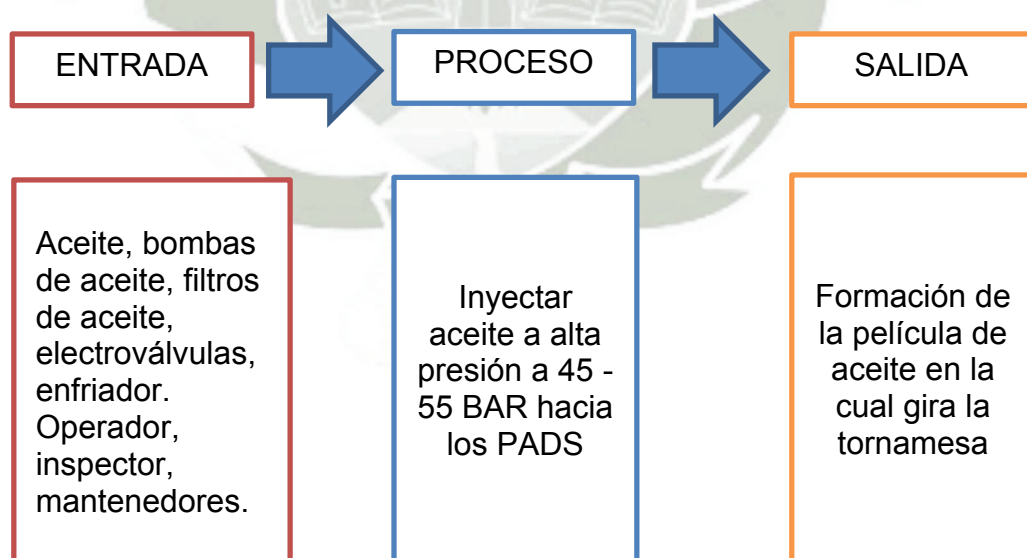 ENTRADA
PROCESO
SALIDA
Aceite, bombas
de aceite, filtros
de aceite,
electroválvulas,
enfriador.
Operador,
inspector,
mantenedores.
Inyectar
aceite a alta
presión a 45 -
55 BAR hacia
los PADS
Formación de
la película de
aceite en la
cual gira la
tornamesa